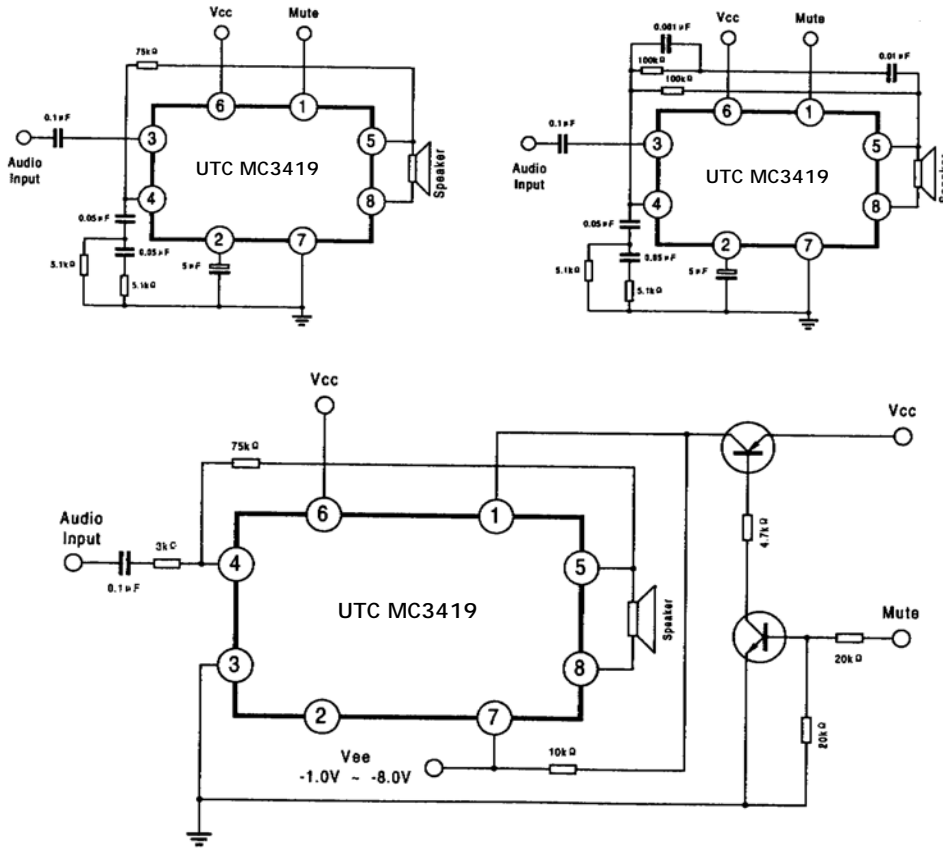 Vcc
Mute
75kΩ
6
1
0.1μF
3
5
Audio
Input
UTC MC3419
Speaker
4
8
0.05μF
2
7
0.05μF
5μF
5.1kΩ
5.1kΩ
Vcc
Mute
0.001μF
0.01μF
100kΩ
100kΩ
6
1
0.1μF
3
5
Audio
Input
UTC MC3419
Speaker
4
8
0.05μF
2
7
0.05μF
5μF
5.1kΩ
5.1kΩ
Vcc
Vcc
75kΩ
6
1
Audio
Input
3kΩ
4.7kΩ
4
5
0.1μF
UTC MC3419
Speaker
Mute
3
8
20kΩ
2
7
20kΩ
Vee
10kΩ
-1.0V ~ -8.0V